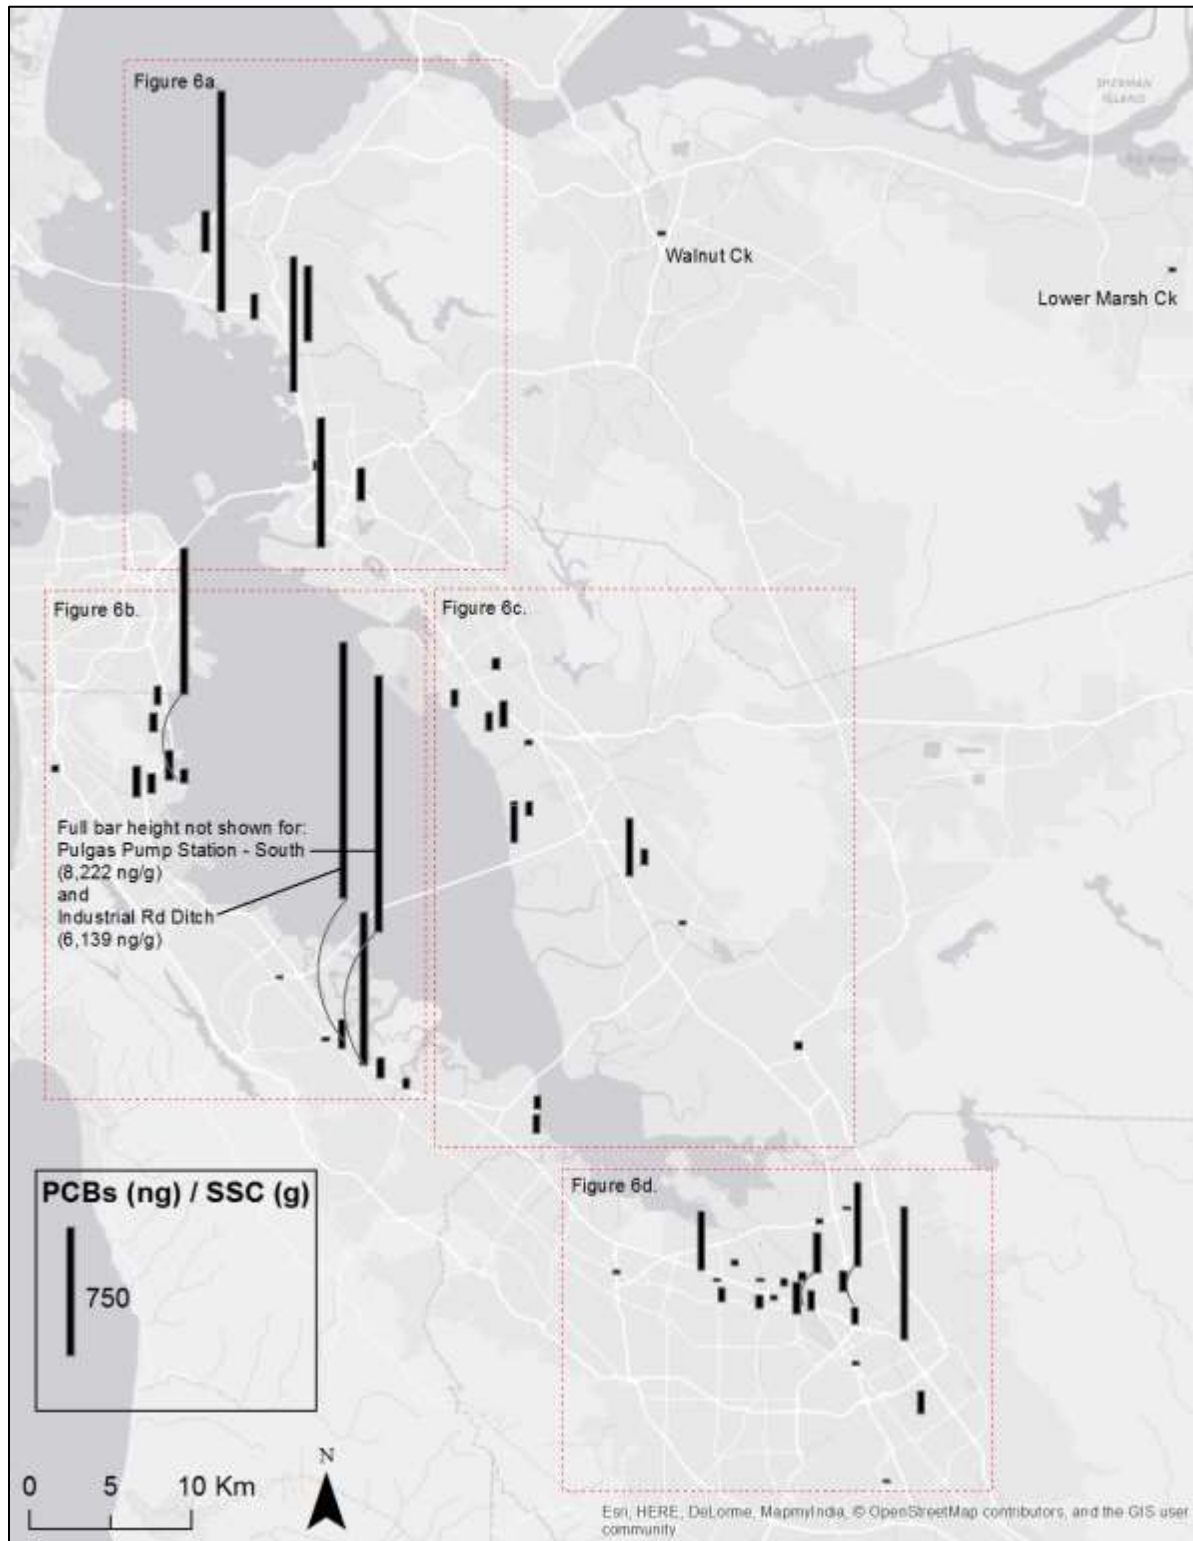 Figure 6a.
SHERMAN
ISLAND
Walnut Ck
Lower Marsh Ck
Figure 6b.
Figure 6c.
Full bar height not shown for:
Pulgas Pump Station - South
(8,222 ng/g)
and
Industrial Rd Ditch
(6,139 ng/g)
PCBs (ng) / SSC (g)
750
Figure 6d.
N
0 5 10 Km
Esri, HERE, DeLorme, MapmyIndia, © OpenStreetMap contributors, and the GIS user
community